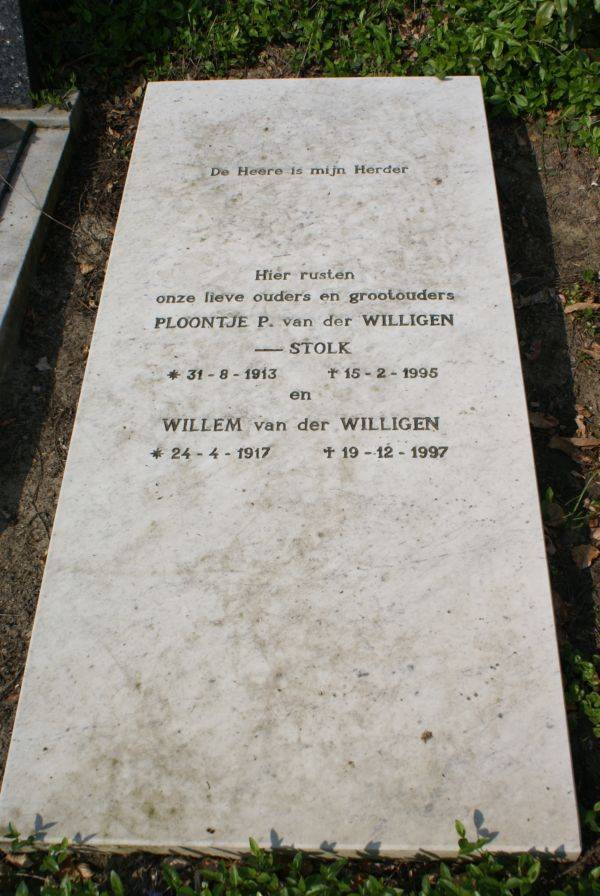 De Heere is mijn Herder
Hier rusten
onze lieve ouders en grootouders
PLOONTJE P. van der WILLIGEN
— STOLK
* 31 - 8 - 1913 ✝ 15 - 2 - 1995
en
WILLEM van der WILLIGEN
* 24 - 4 - 1917 ✝ 19 - 12 - 1997